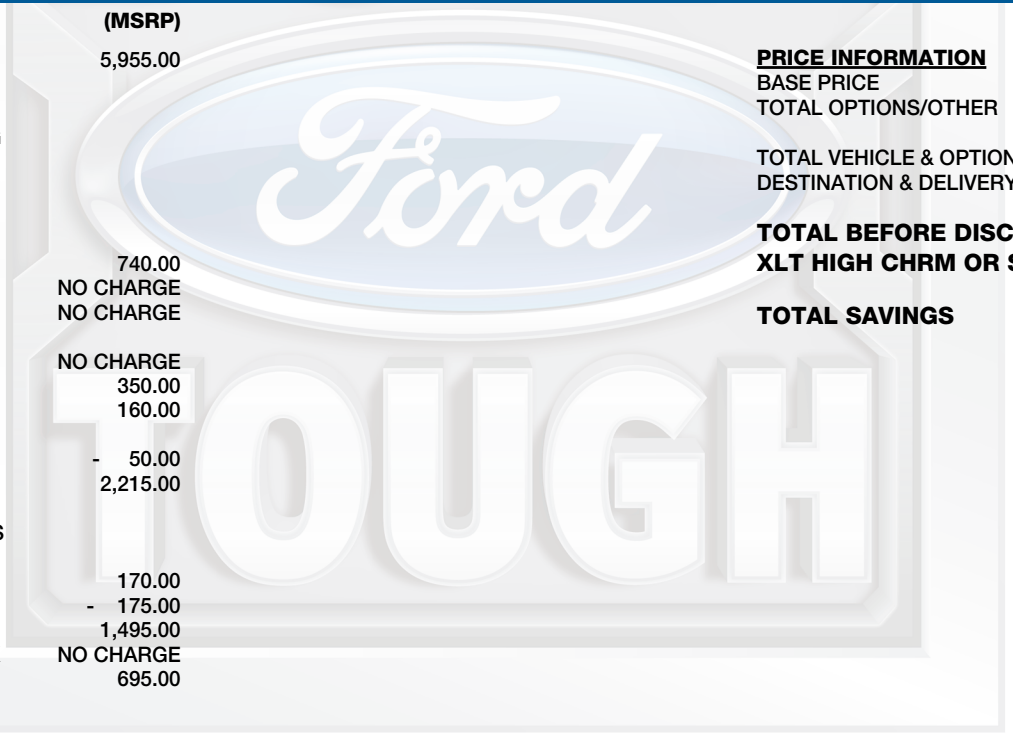 (MSRP)
5,955.00
740.00
NO CHARGE
NO CHARGE
NO CHARGE
350.00
160.00
- 50.00
2,215.00
170.00
- 175.00
1,495.00
NO CHARGE
695.00
PRICE INFORMATION
BASE PRICE
TOTAL OPTIONS/OTHER
TOTAL VEHICLE & OPTION
DESTINATION & DELIVERY
TOTAL BEFORE DISC
XLT HIGH CHRM OR S
TOTAL SAVINGS
Ford
TOUGH